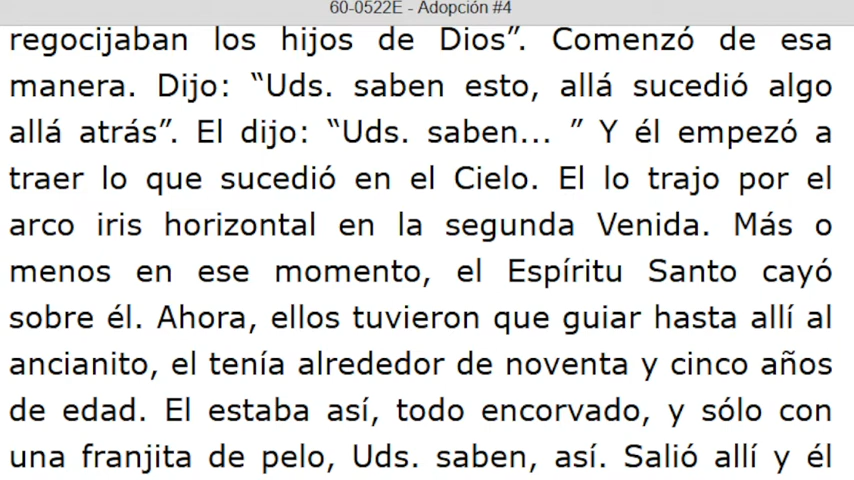 60-0522E - Adopción #4
regocijaban los hijos de Dios”. Comenzó de esa
manera. Dijo: “Uds. saben esto, allá sucedió algo
allá atrás”. El dijo: “Uds. saben... ” Y él empezó a
traer lo que sucedió en el Cielo. El lo trajo por el
arco iris horizontal en la segunda Venida. Más o
menos en ese momento, el Espíritu Santo cayó
sobre él. Ahora, ellos tuvieron que guiar hasta allí al
ancianito, el tenía alrededor de noventa y cinco años
de edad. El estaba así, todo encorvado, y sólo con
una franjita de pelo, Uds. saben, así. Salió allí y él